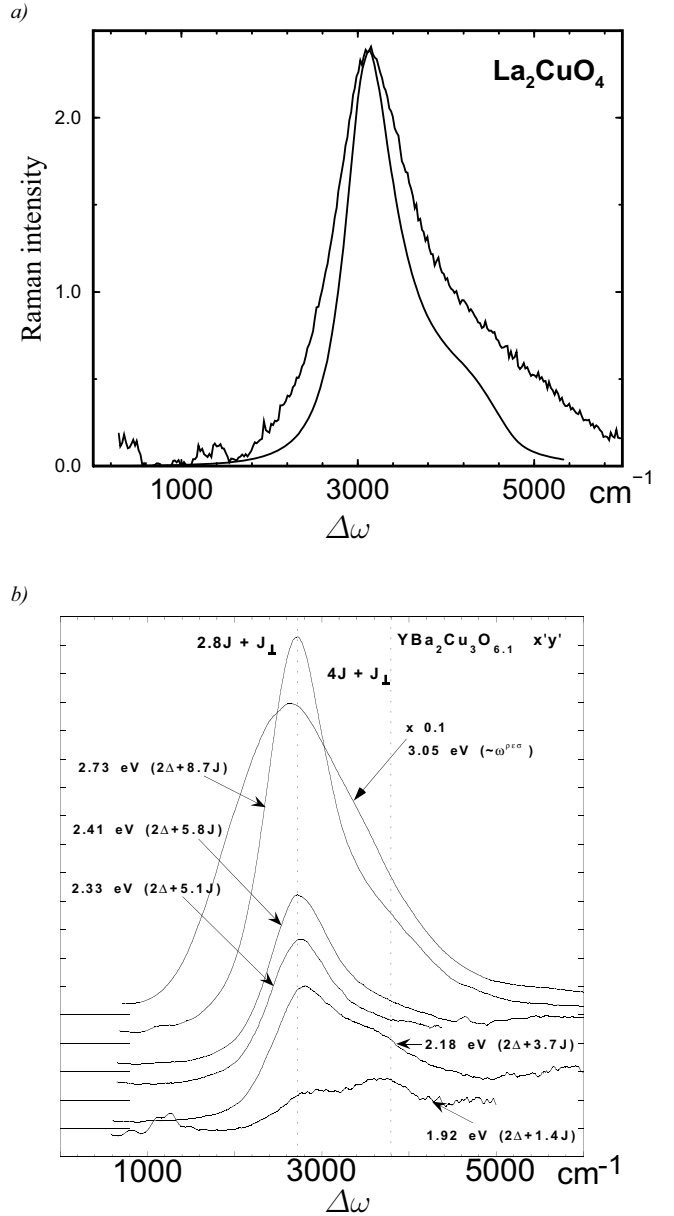 a)
La₂CuO₄
Raman intensity
2.0
1.0
0.0
1000 3000 5000 cm⁻¹
Δω
b)
2.8J + J⊥
YBa₂Cu₃O₆.₁ x'y'
4J + J⊥
x 0.1
3.05 eV (~ω^ρεσ )
2.73 eV (2Δ+8.7J)
2.41 eV (2Δ+5.8J)
2.33 eV (2Δ+5.1J)
2.18 eV (2Δ+3.7J)
1.92 eV (2Δ+1.4J)
1000 3000 5000 cm⁻¹
Δω